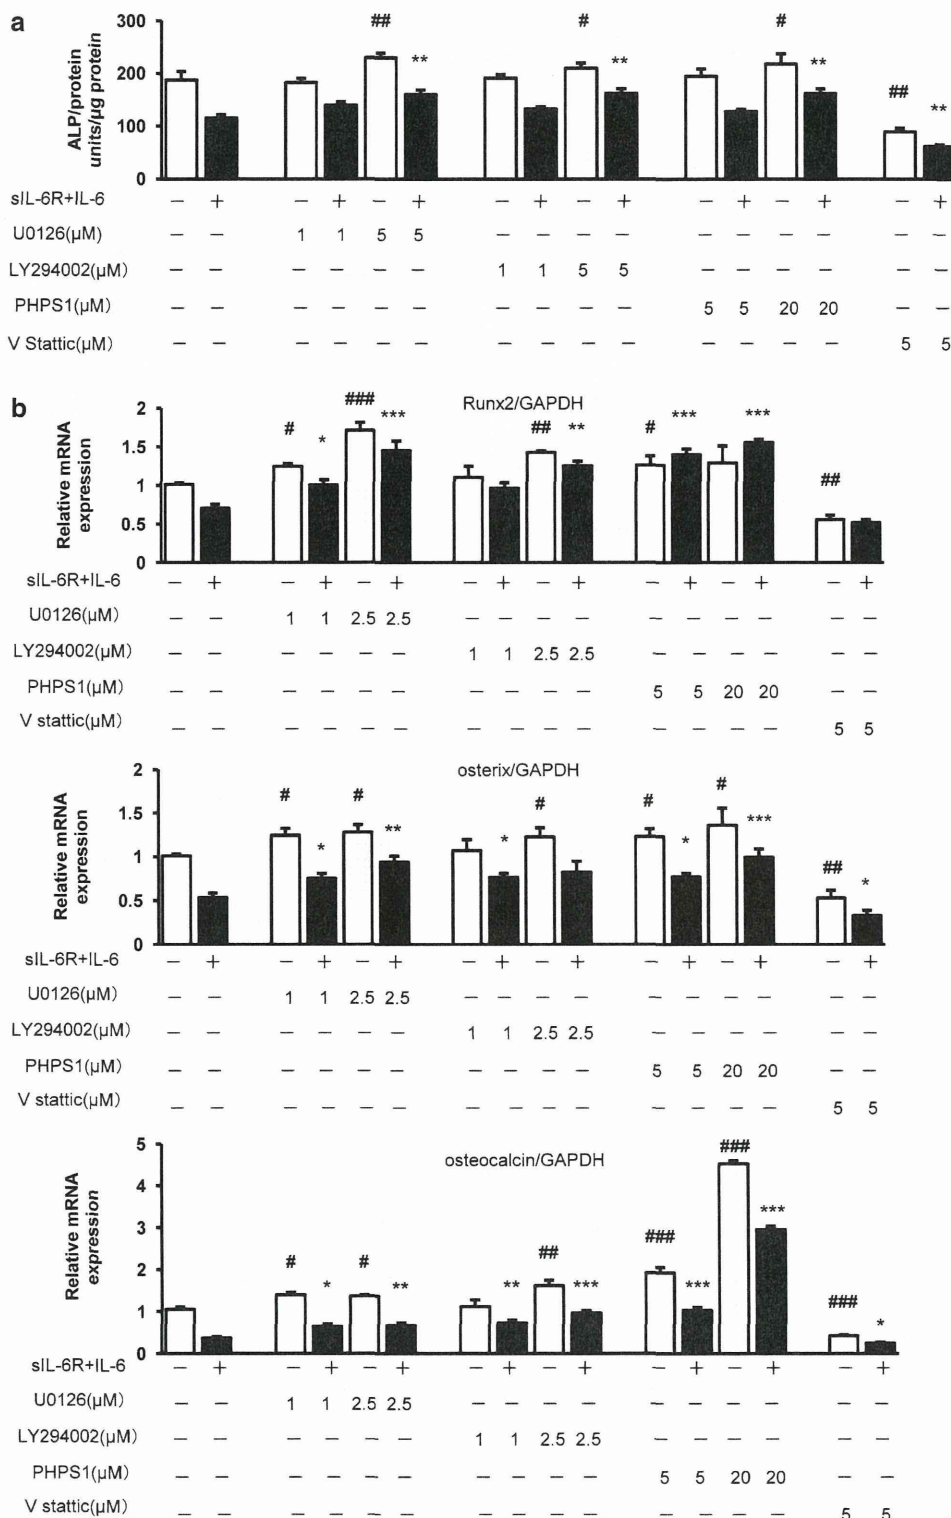 a
300
##
#
#
**
**
**
200
##
**
100
0
ALP/protein
units/μg protein
sIL-6R+IL-6 – + – + – + – + – + – + – + – +
U0126(μM) – – 1 1 5 5 – – – – – – – – – –
LY294002(μM) – – – – – – 1 1 5 5 – – – – – –
PHPS1(μM) – – – – – – – – – – 5 5 20 20 – –
V Stattic(μM) – – – – – – – – – – – – – – 5 5
b
Runx2/GAPDH
2
###
***
***
***
# * ## ** #
1.5
1
##
0.5
0
Relative mRNA
expression
sIL-6R+IL-6 – + – + – + – + – + – + – + – +
U0126(μM) – – 1 1 2.5 2.5 – – – – – – – – – –
LY294002(μM) – – – – – – 1 1 2.5 2.5 – – – – – –
PHPS1(μM) – – – – – – – – – – 5 5 20 20 – –
V stattic(μM) – – – – – – – – – – – – – – 5 5
osterix/GAPDH
2
# * # ** * # # * # ***
1.5
1
## *
0.5
0
Relative mRNA
expression
sIL-6R+IL-6 – + – + – + – + – + – + – + – +
U0126(μM) – – 1 1 2.5 2.5 – – – – – – – – – –
LY294002(μM) – – – – – – 1 1 2.5 2.5 – – – – – –
PHPS1(μM) – – – – – – – – – – 5 5 20 20 – –
V stattic(μM) – – – – – – – – – – – – – – 5 5
osteocalcin/GAPDH
5
###
4
3
***
###
2
# * # ** ** ## *** ***
1
### *
0
Relative mRNA
expression
sIL-6R+IL-6 – + – + – + – + – + – + – + – +
U0126(μM) – – 1 1 2.5 2.5 – – – – – – – – – –
LY294002(μM) – – – – – – 1 1 2.5 2.5 – – – – – –
PHPS1(μM) – – – – – – – – – – 5 5 20 20 – –
V stattic(μM) – – – – – – – – – – – – – – 5 5